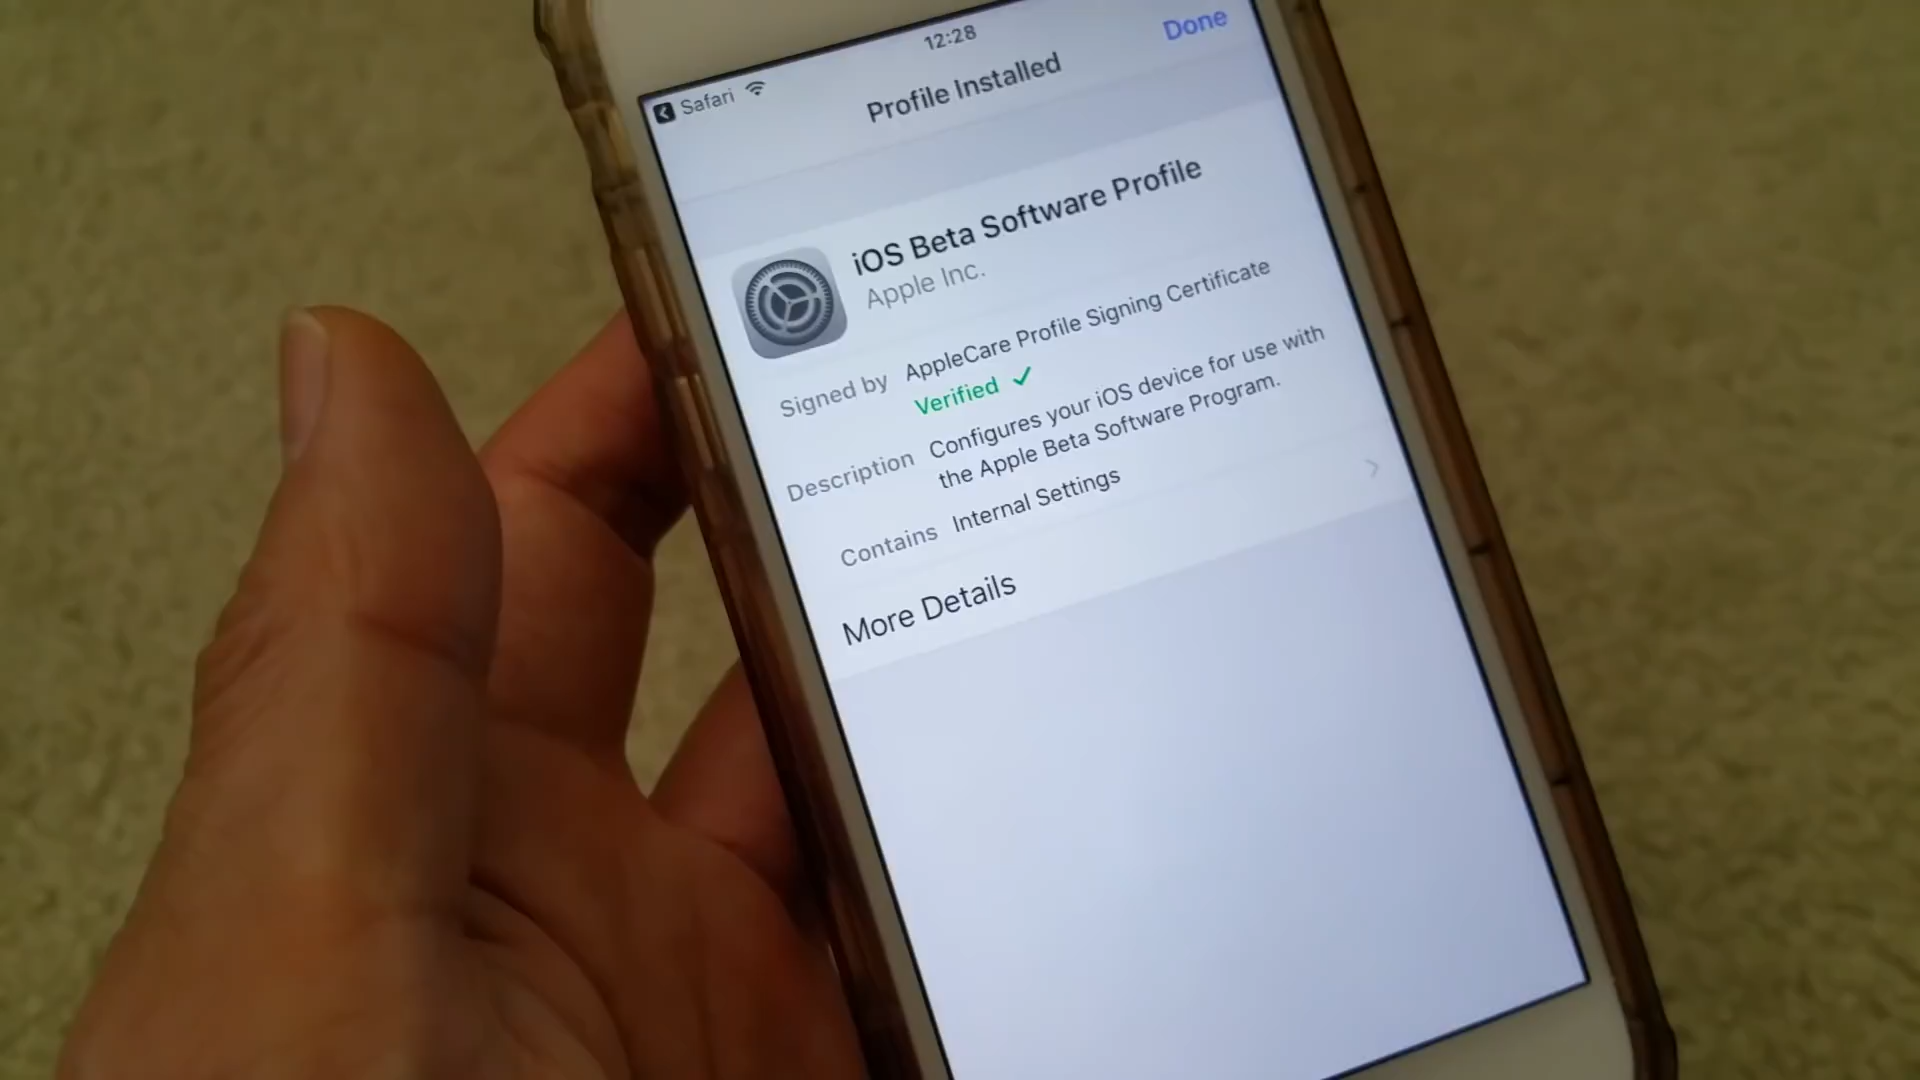 12:28
Safari
Profile Installed
Done
iOS Beta Software Profile
Apple Inc.
Signed by AppleCare Profile Signing Certificate
Verified ✓
Description Configures your iOS device for use with
the Apple Beta Software Program.
Contains Internal Settings
More Details